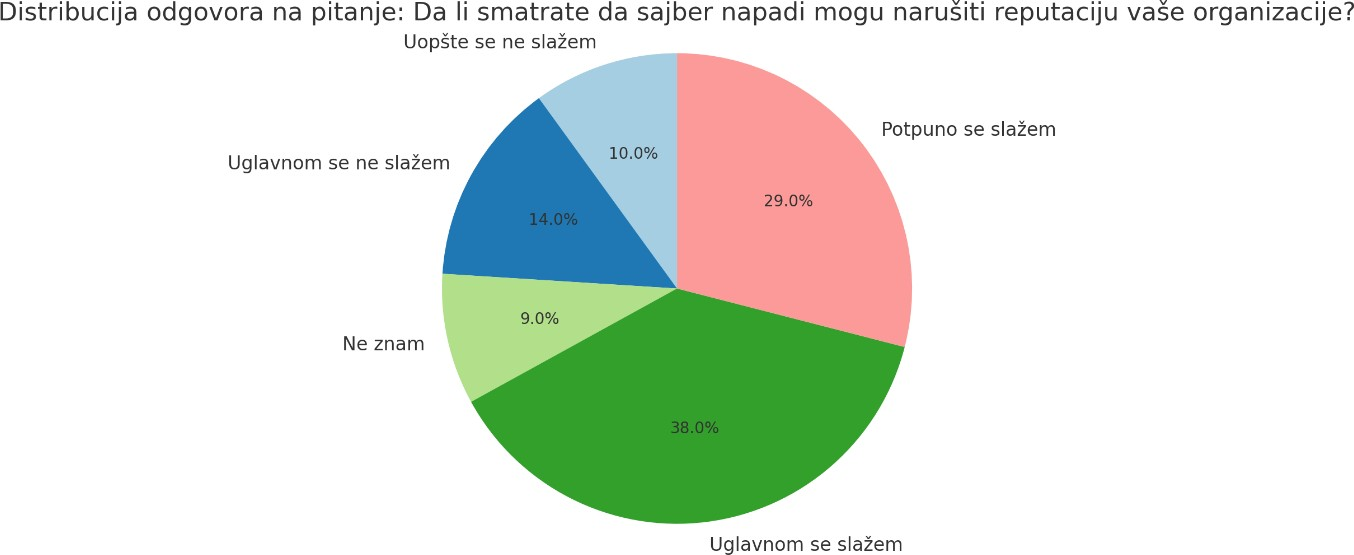 Distribucija odgovora na pitanje: Da li smatrate da sajber napadi mogu narušiti reputaciju vaše organizacije?
Uopšte se ne slažem
Potpuno se slažem
10.0%
Uglavnom se ne slažem
29.0%
14.0%
9.0%
Ne znam
38.0%
Uglavnom se slažem